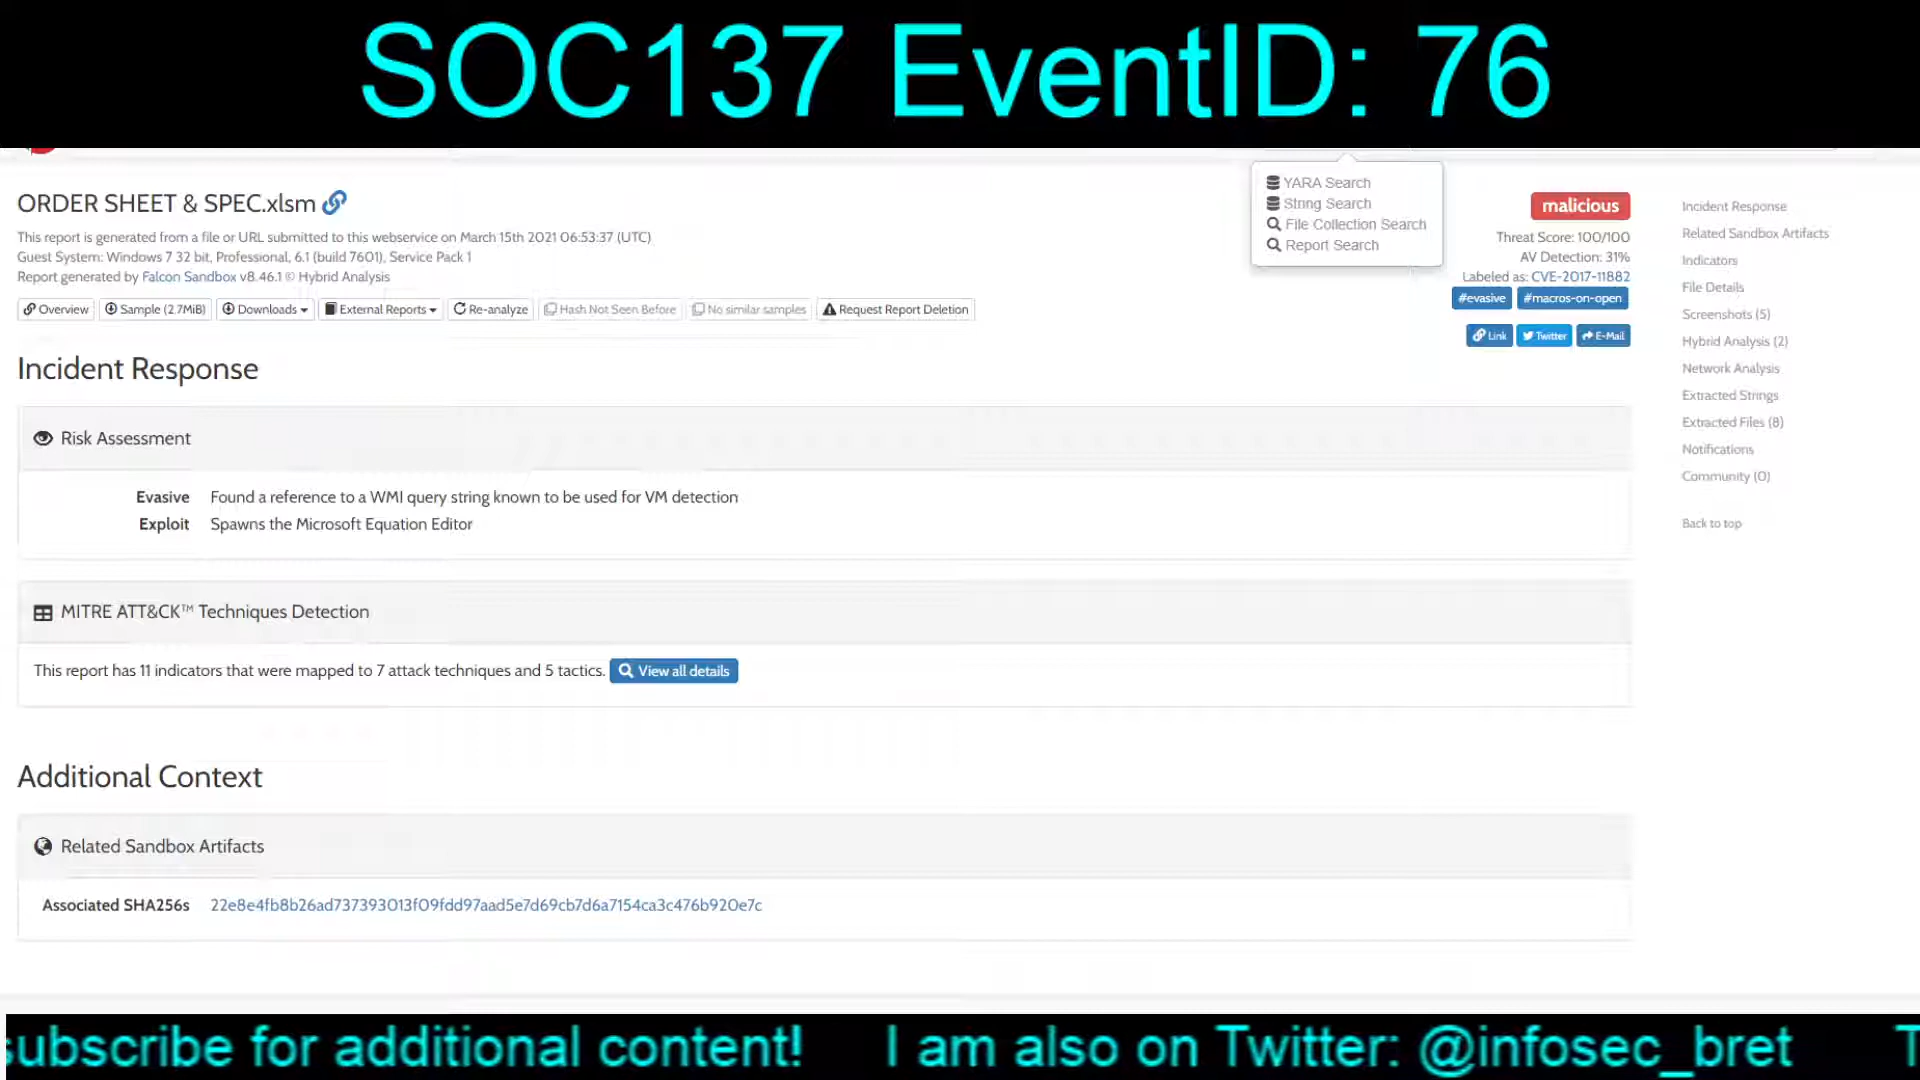 SOC137 EventID: 76
YARA Search
String Search
File Collection Search
Report Search
ORDER SHEET & SPEC.xlsm
This report is generated from a file or URL submitted to this webservice on March 15th 2021 06:53:37 (UTC)
Guest System: Windows 7 32 bit, Professional, 6.1 (build 7601), Service Pack 1
Report generated by Falcon Sandbox v8.46.1 © Hybrid Analysis
malicious
Threat Score: 100/100
AV Detection: 31%
Labeled as: CVE-2017-11882
#evasive #macros-on-open
Link Twitter E-Mail
Overview Sample (2.7MiB) Downloads External Reports Re-analyze Hash Not Seen Before No similar samples Request Report Deletion
Incident Response
Related Sandbox Artifacts
Indicators
File Details
Screenshots (5)
Hybrid Analysis (2)
Network Analysis
Extracted Strings
Extracted Files (8)
Notifications
Community (0)
Back to top
Incident Response
Risk Assessment
Evasive Found a reference to a WMI query string known to be used for VM detection
Exploit Spawns the Microsoft Equation Editor
MITRE ATT&CK™ Techniques Detection
This report has 11 indicators that were mapped to 7 attack techniques and 5 tactics. View all details
Additional Context
Related Sandbox Artifacts
Associated SHA256s 22e8e4fb8b26ad737393013f09fdd97aad5e7d69cb7d6a7154ca3c476b920e7c
subscribe for additional content! I am also on Twitter: @infosec_bret T